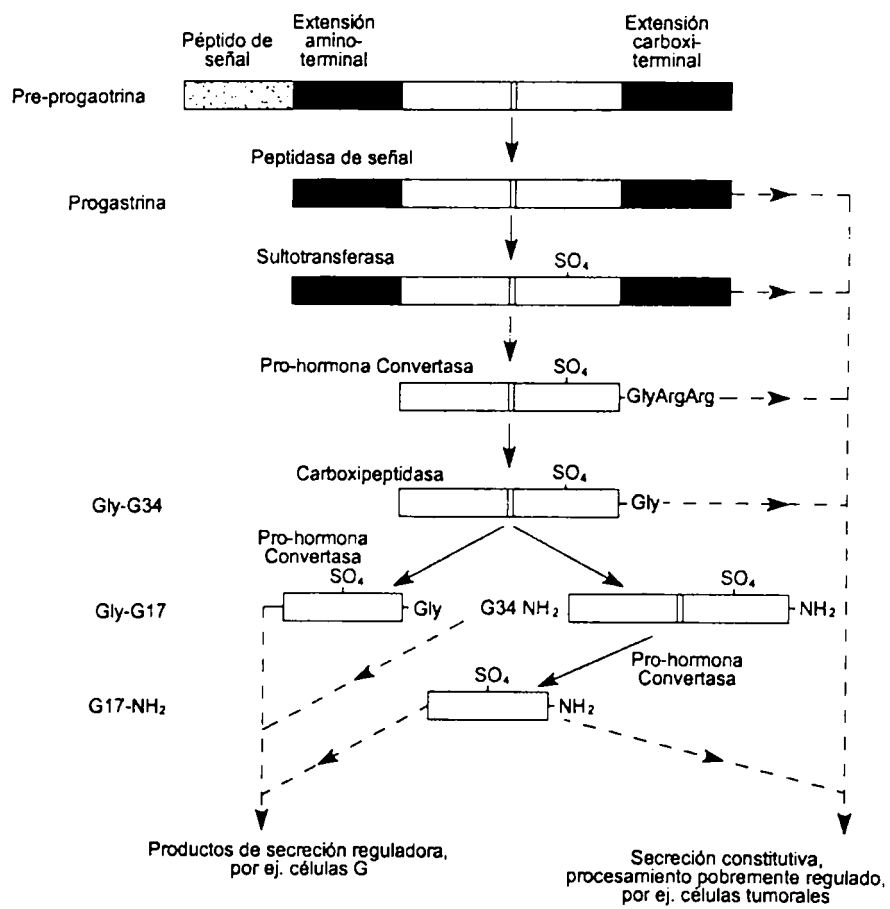 Péptido de
señal
Extensión
amino-
terminal
Extensión
carboxi-
terminal
Pre-progaotrina
Peptidasa de señal
Progastrina
Sultotransferasa
SO₄
Pro-hormona Convertasa
SO₄
GlyArgArg
Carboxipeptidasa
SO₄
Gly-G34
Gly
Pro-hormona
Convertasa
SO₄
SO₄
Gly-G17
Gly
G34 NH₂
NH₂
Pro-hormona
Convertasa
SO₄
G17-NH₂
NH₂
Productos de secreción reguladora,
por ej. células G
Secreción constitutiva,
procesamiento pobremente regulado,
por ej. células tumorales